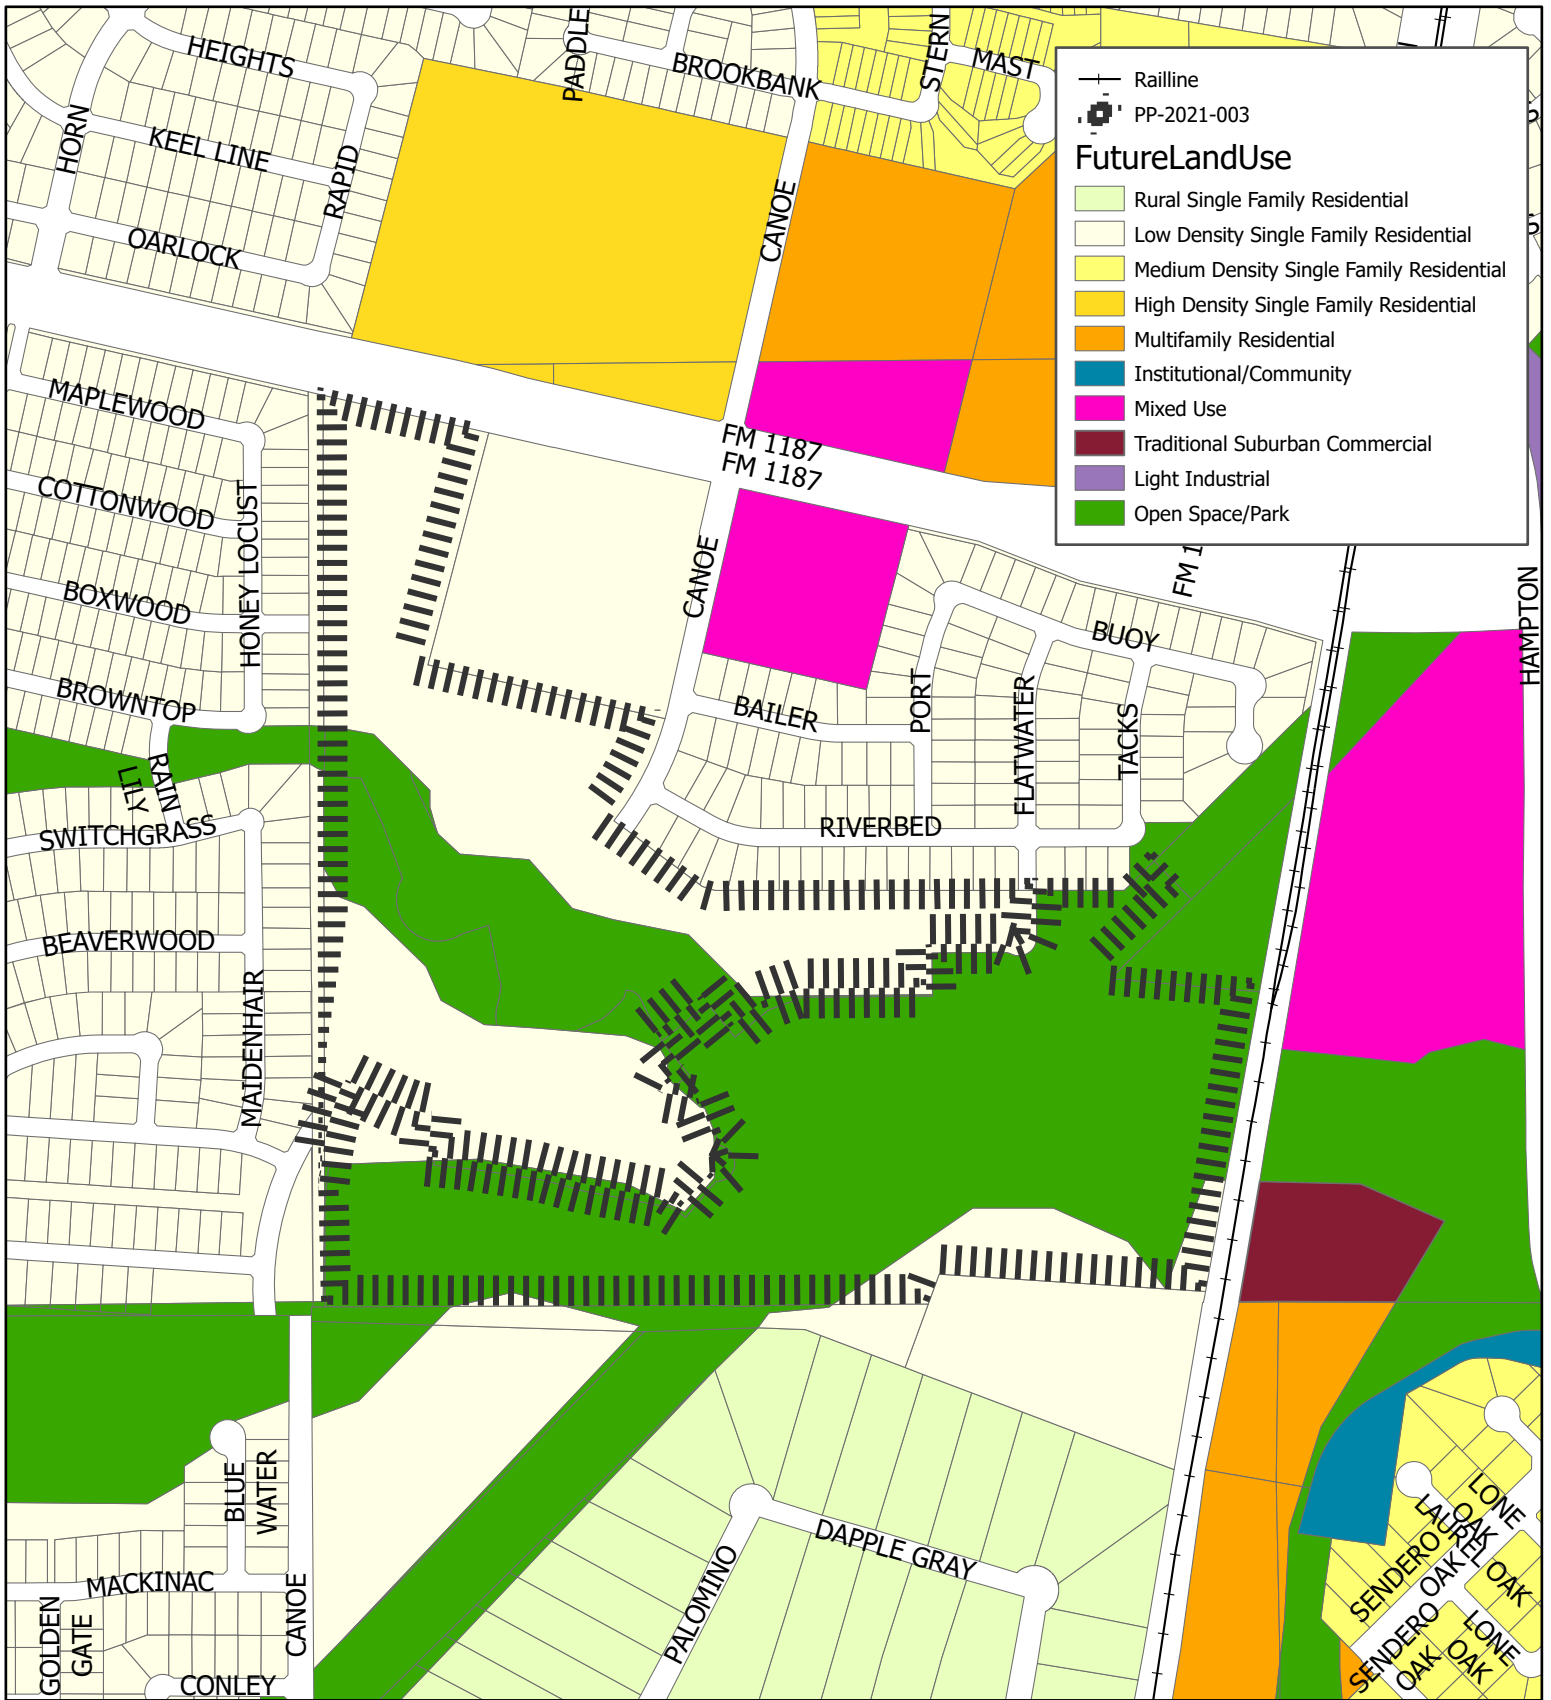 PADDLE
STERN
HEIGHTS
BROOKBANK
MAST
HORN
KEEL LINE
RAPID
OARLOCK
CANOE
Railline
PP-2021-003
FutureLandUse
Rural Single Family Residential
Low Density Single Family Residential
Medium Density Single Family Residential
High Density Single Family Residential
Multifamily Residential
Institutional/Community
Mixed Use
Traditional Suburban Commercial
Light Industrial
Open Space/Park
MAPLEWOOD
FM 1187
FM 1187
COTTONWOOD
HONEY LOCUST
CANOE
FM 1
BOXWOOD
HAMPTON
BUOY
BROWNTOP
BAILER
PORT
FLATWATER
TACKS
RAIN
LILY
SWITCHGRASS
RIVERBED
BEAVERWOOD
MAIDENHAIR
BLUE
WATER
DAPPLE GRAY
PALOMINO
MACKINAC
CANOE
GOLDEN
GATE
CONLEY
LONE
OAK
LAUREL OAK
SENDERO
OAK
LONE
OAK
SENDERO
OAK